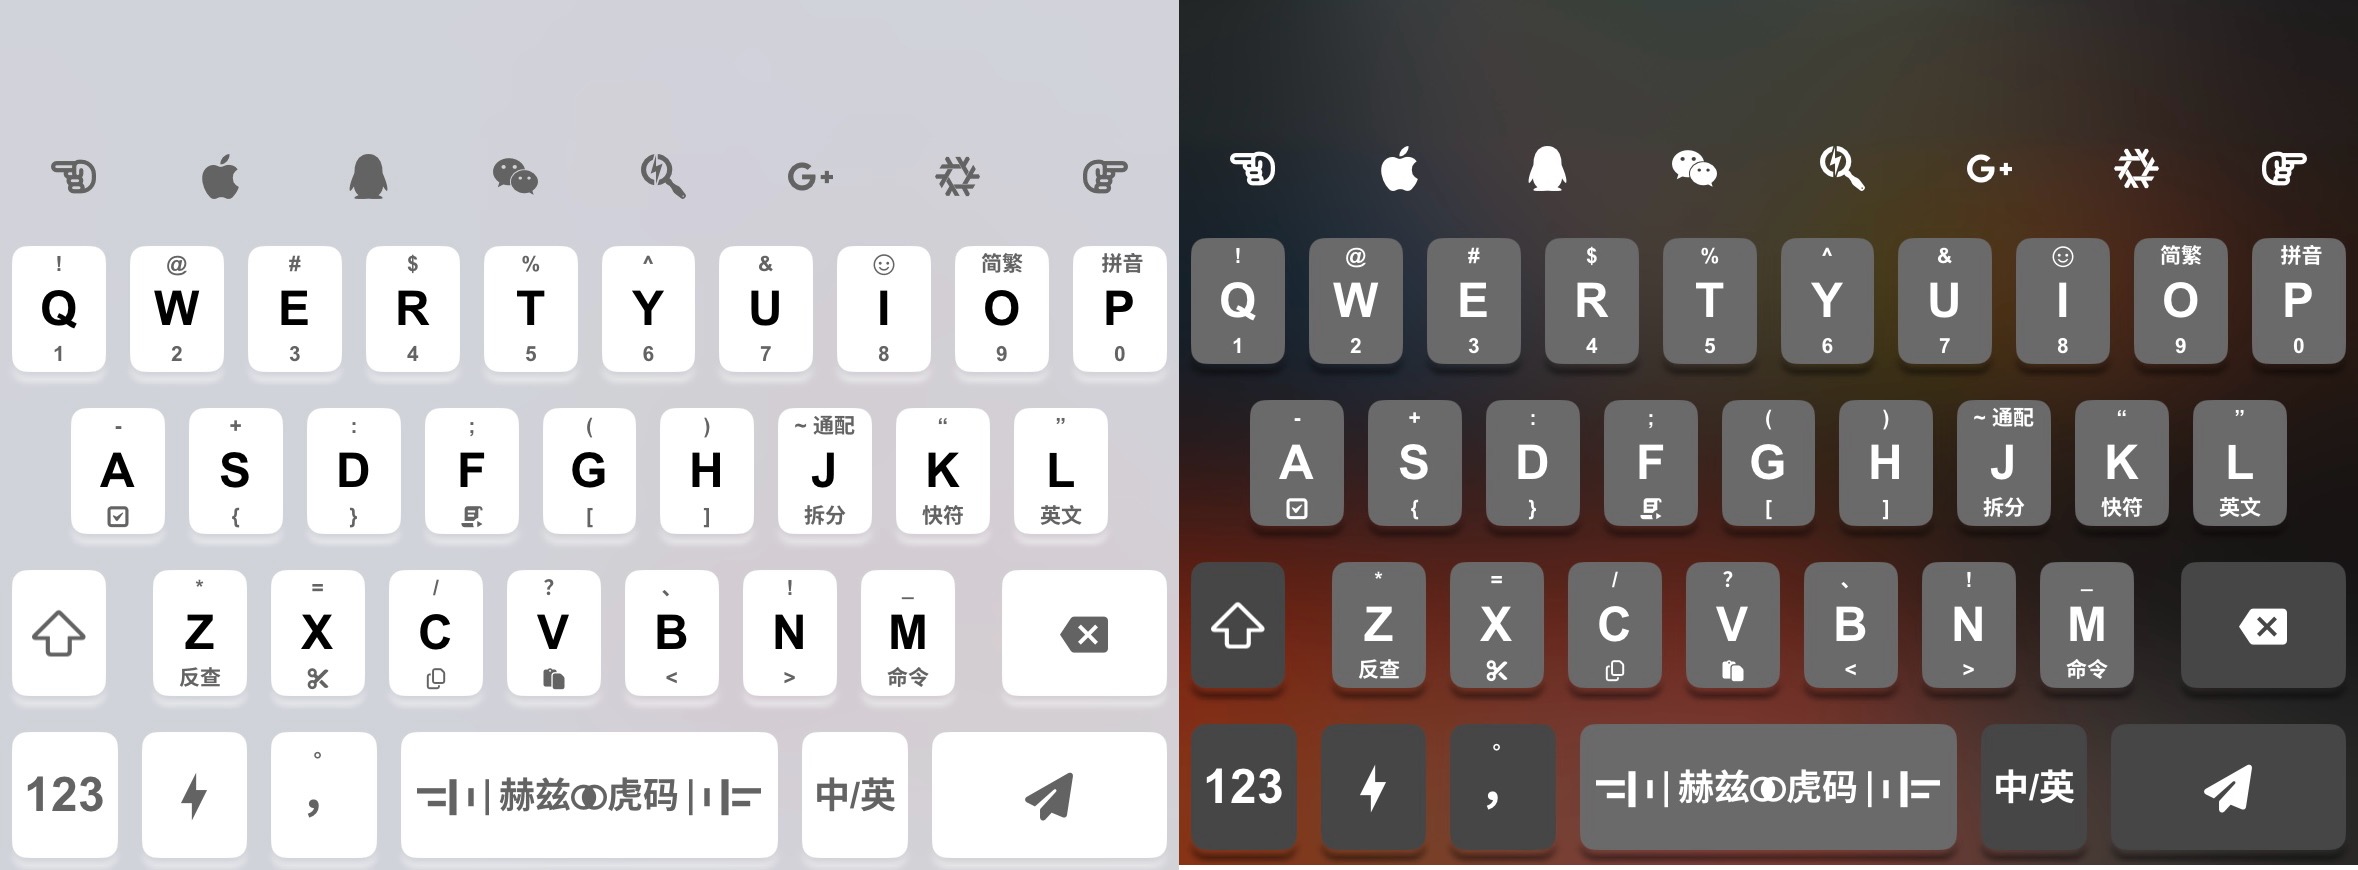 G+
! @ # $ % ^ & 简繁 拼音
Q W E R T Y U I O P
1 2 3 4 5 6 7 8 9 0
- + : ; ( ) ~ 通配 “ ”
A S D F G H J K L
{ } [ ] 拆分 快符 英文
* = / ? 、 ! _
Z X C V B N M
反查 < > 命令
°
123 , 赫兹 虎码 中/英
G+
! @ # $ % ^ & 简繁 拼音
Q W E R T Y U I O P
1 2 3 4 5 6 7 8 9 0
- + : ; ( ) ~ 通配 “ ”
A S D F G H J K L
{ } [ ] 拆分 快符 英文
* = / ? 、 ! _
Z X C V B N M
反查 < > 命令
°
123 , 赫兹 虎码 中/英